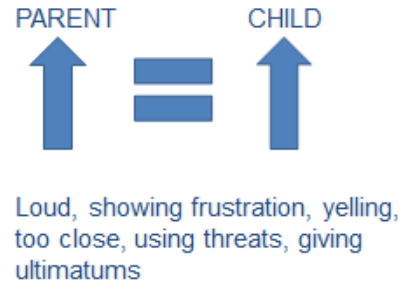 PARENT CHILD
Loud, showing frustration, yelling,
too close, using threats, giving
ultimatums